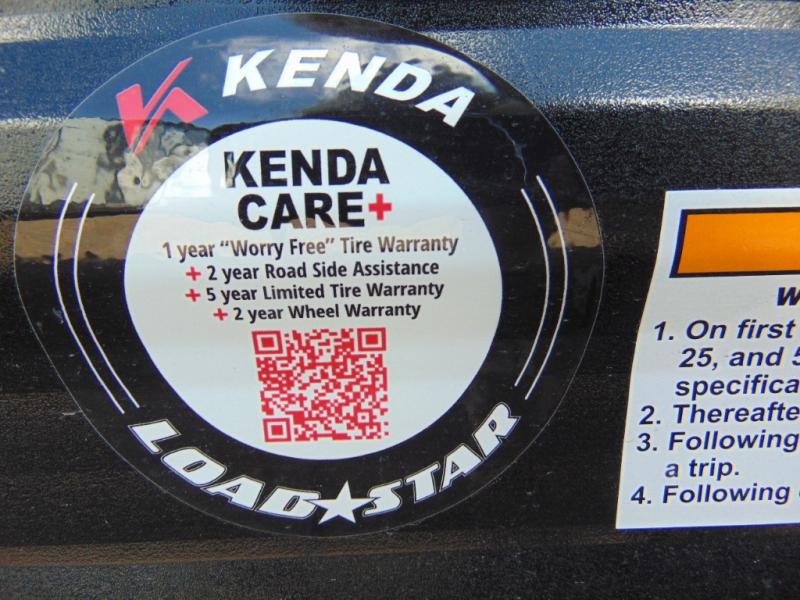 KENDA
KENDA
CARE+
1 year "Worry Free" Tire Warranty
+ 2 year Road Side Assistance
+ 5 year Limited Tire Warranty
+ 2 year Wheel Warranty
LOAD★STAR
1. On first
25, and
specifica
2. Thereafte
3. Following
a trip.
4. Following